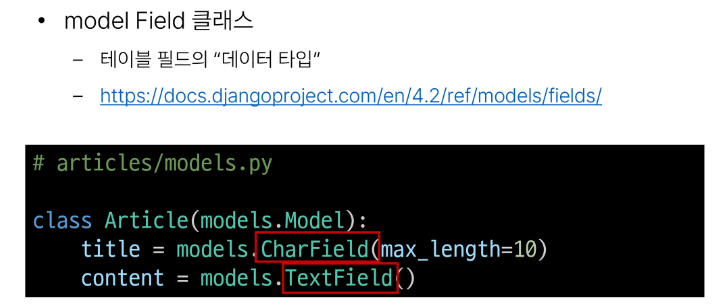 • model Field 클래스
– 테이블 필드의 “데이터 타입”
– https://docs.djangoproject.com/en/4.2/ref/models/fields/
# articles/models.py
class Article(models.Model):
    title = models.CharField(max_length=10)
    content = models.TextField()